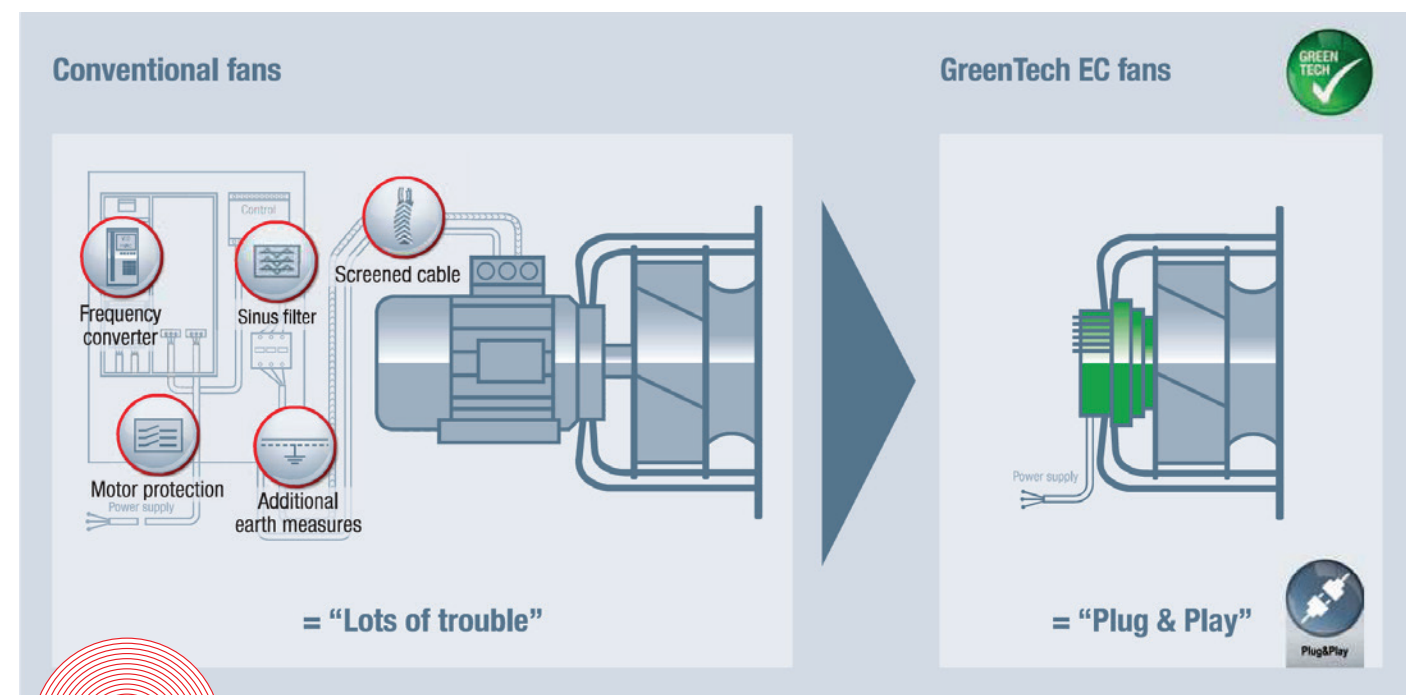 Conventional fans
GreenTech EC fans
GREEN
TECH
Control
Screened cable
Frequency
converter
Sinus filter
Motor protection
Power supply
Additional
earth measures
Power supply
= “Lots of trouble”
= “Plug & Play”
Plug&Play